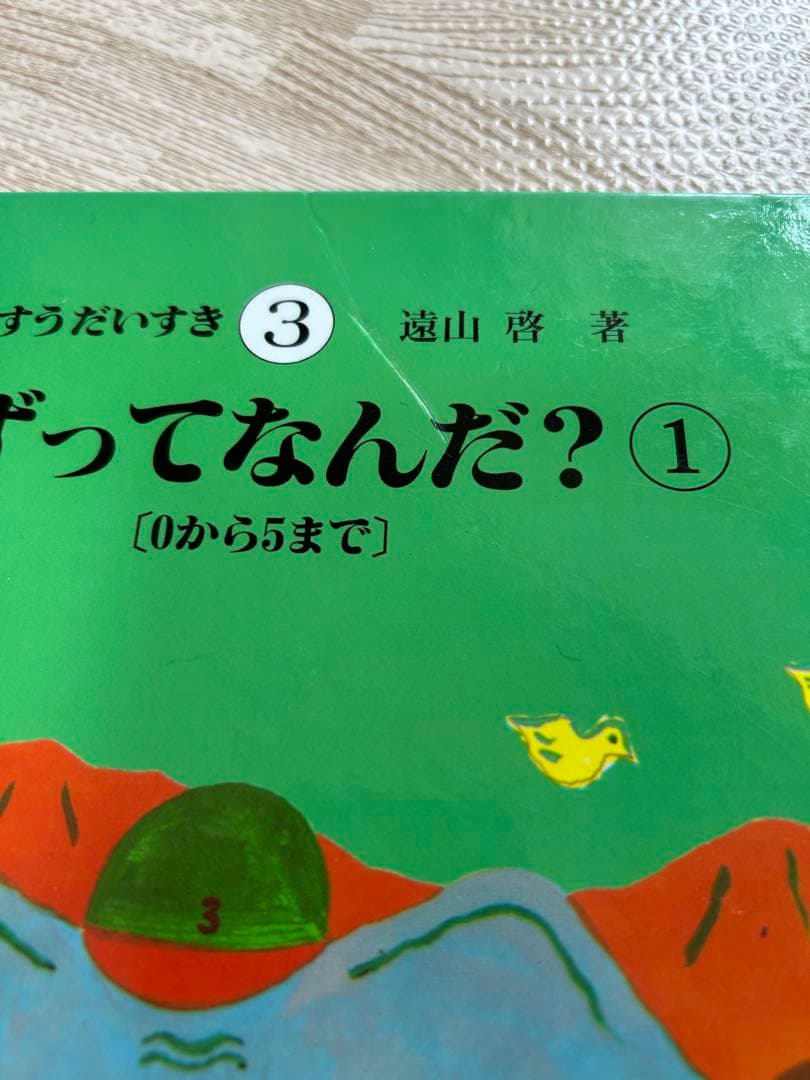 すうだいすき ③ 遠山 啓 著
ずってなんだ? ①
〔0から5まで〕
3